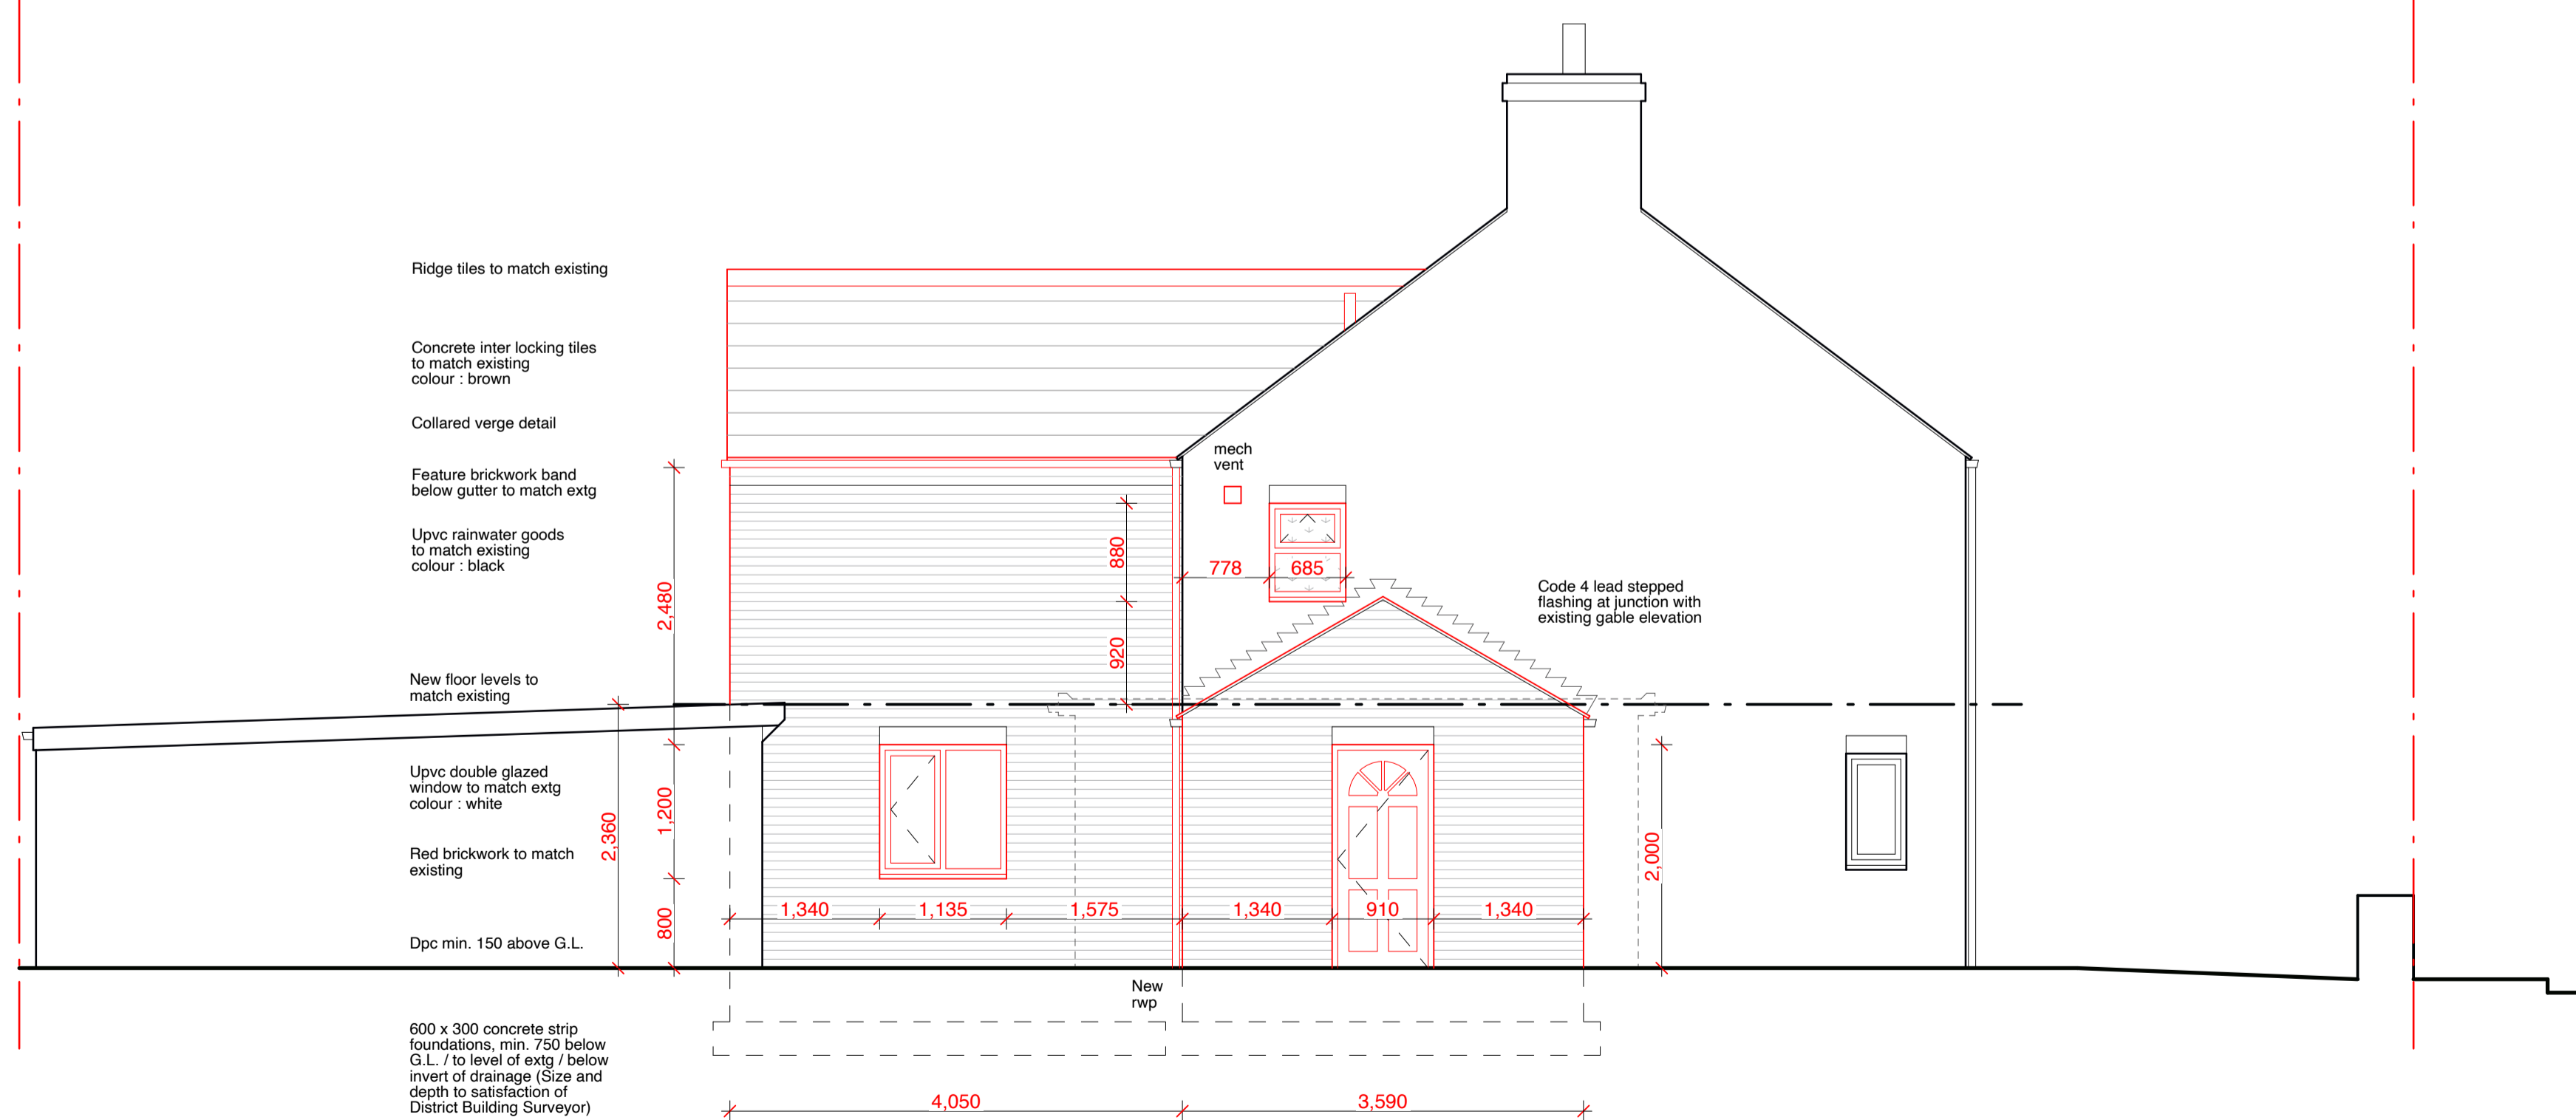 Ridge tiles to match existing
Concrete inter locking tiles
to match existing
colour : brown
Collared verge detail
Feature brickwork band
below gutter to match extg
Upvc rainwater goods
to match existing
colour : black
New floor levels to
match existing
Upvc double glazed
window to match extg
colour : white
Red brickwork to match
existing
Dpc min. 150 above G.L.
600 x 300 concrete strip
foundations, min. 750 below
G.L. / to level of extg / below
invert of drainage (Size and
depth to satisfaction of
District Building Surveyor)
2,360
2,480
1,200
800
880
920
mech
vent
778
685
Code 4 lead stepped
flashing at junction with
existing gable elevation
2,000
1,340
1,135
1,575
1,340
910
1,340
New
rwp
4,050
3,590